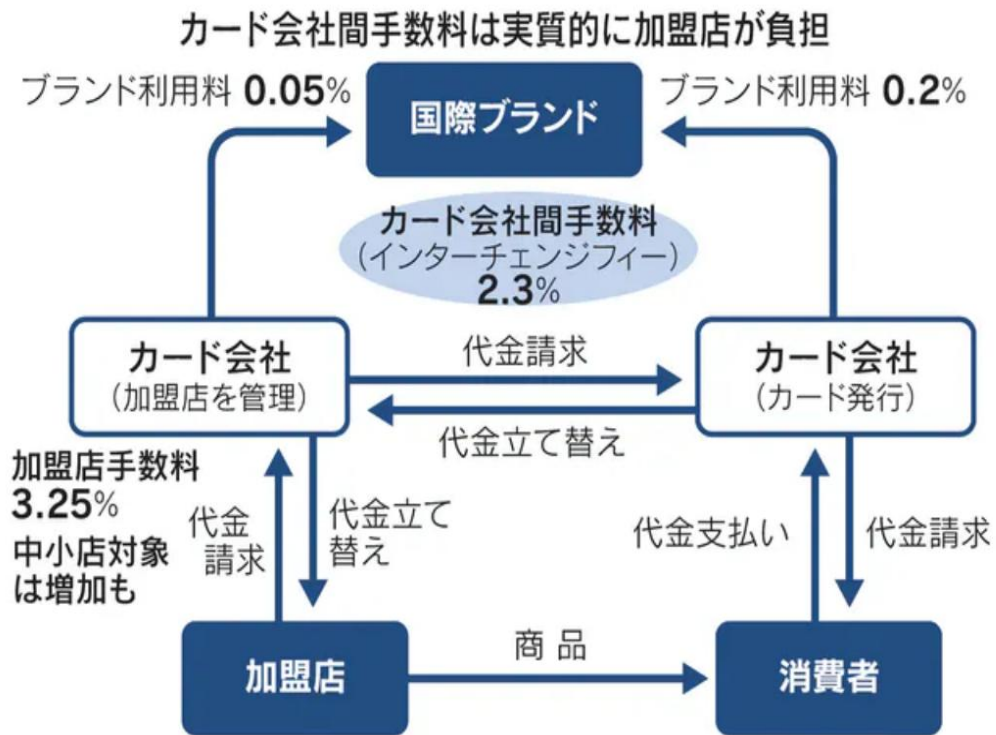 カード会社間手数料は実質的に加盟店が負担
ブランド利用料 0.05%
国際ブランド
ブランド利用料 0.2%
カード会社間手数料
(インターチェンジフィー)
2.3%
カード会社
(加盟店を管理)
代金請求
カード会社
(カード発行)
代金立て替え
加盟店手数料
3.25%
中小店対象
は増加も
代金
請求
代金立て
替え
代金支払い
代金請求
加盟店
商品
消費者